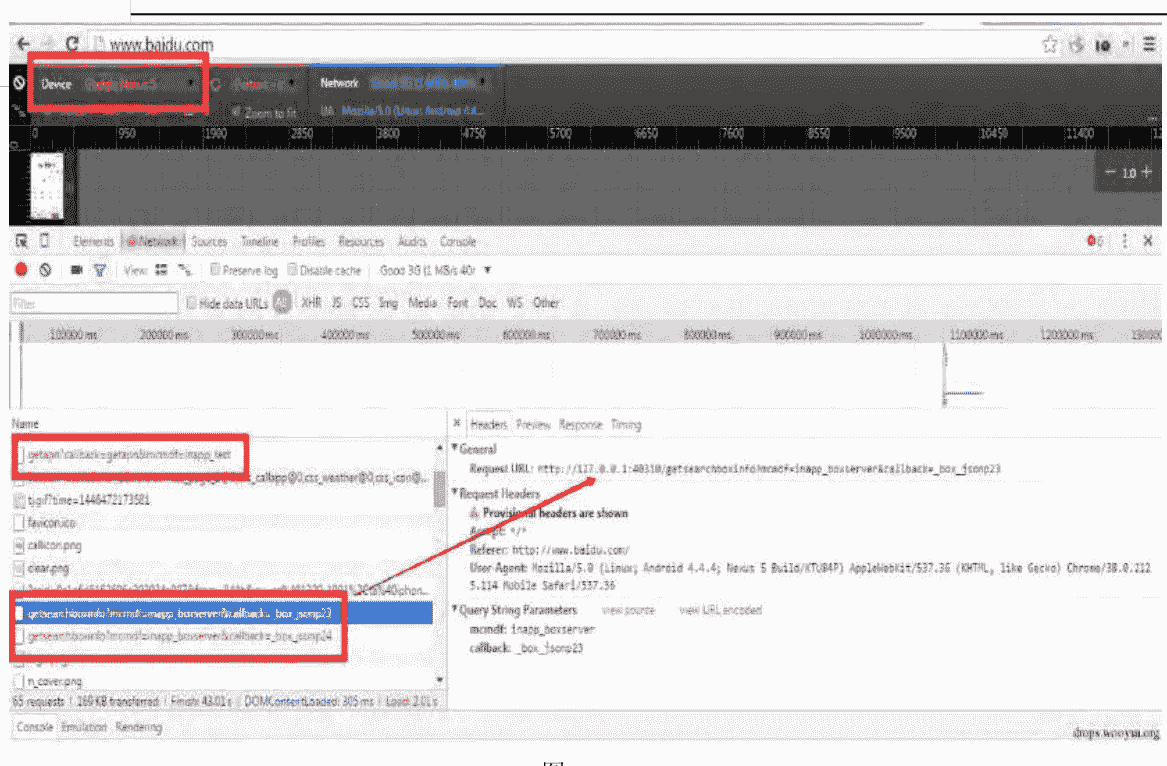 www.baidu.com
Device Nexus 5 Network
Zoom to fit UA Mozilla/5.0 (Linux; Android 4.4...
0 950 1900 2850 3800 4750 5700 6650 7600 8550 9500 10450 11400
1.0
Elements Network Sources Timeline Profiles Resources Audits Console
View: Preserve log Disable cache Good 3G (1 MB/s 40r
Filter Hide data URLs All XHR JS CSS Img Media Font Doc WS Other
100000 ms 200000 ms 300000 ms 400000 ms 500000 ms 600000 ms 700000 ms 800000 ms 900000 ms 1000000 ms 1100000 ms 1200000 ms
Name
Headers Preview Response Timing
getapn?callback=getapn&mcmdf=inapp_test
General
Request URL: http://127.0.0.1:40310/getsearchboxinfo?mcmdf=inapp_boxserver&callback=_box_jsonp23
_callapp@0,css_weather@0,css_icon@...
Request Headers
tj.gif?time=1446472173581
Provisional headers are shown
favicon.ico
Accept: */*
callicon.png
Referer: http://www.baidu.com/
clear.png
User-Agent: Mozilla/5.0 (Linux; Android 4.4.4; Nexus 5 Build/KTU84P) AppleWebKit/537.36 (KHTML, like Gecko) Chrome/38.0.212
5.114 Mobile Safari/537.36
getsearchboxinfo?mcmdf=inapp_boxserver&callback=_box_jsonp23
Query String Parameters view source view URL encoded
getsearchboxinfo?mcmdf=inapp_boxserver&callback=_box_jsonp24
mcmdf: inapp_boxserver
callback: _box_jsonp23
n_cover.png
65 requests | 169 KB transferred | Finish: 43.01 s | DOMContentLoaded: 305 ms | Load: 2.01 s
Console Emulation Rendering
drops.wooyun.org